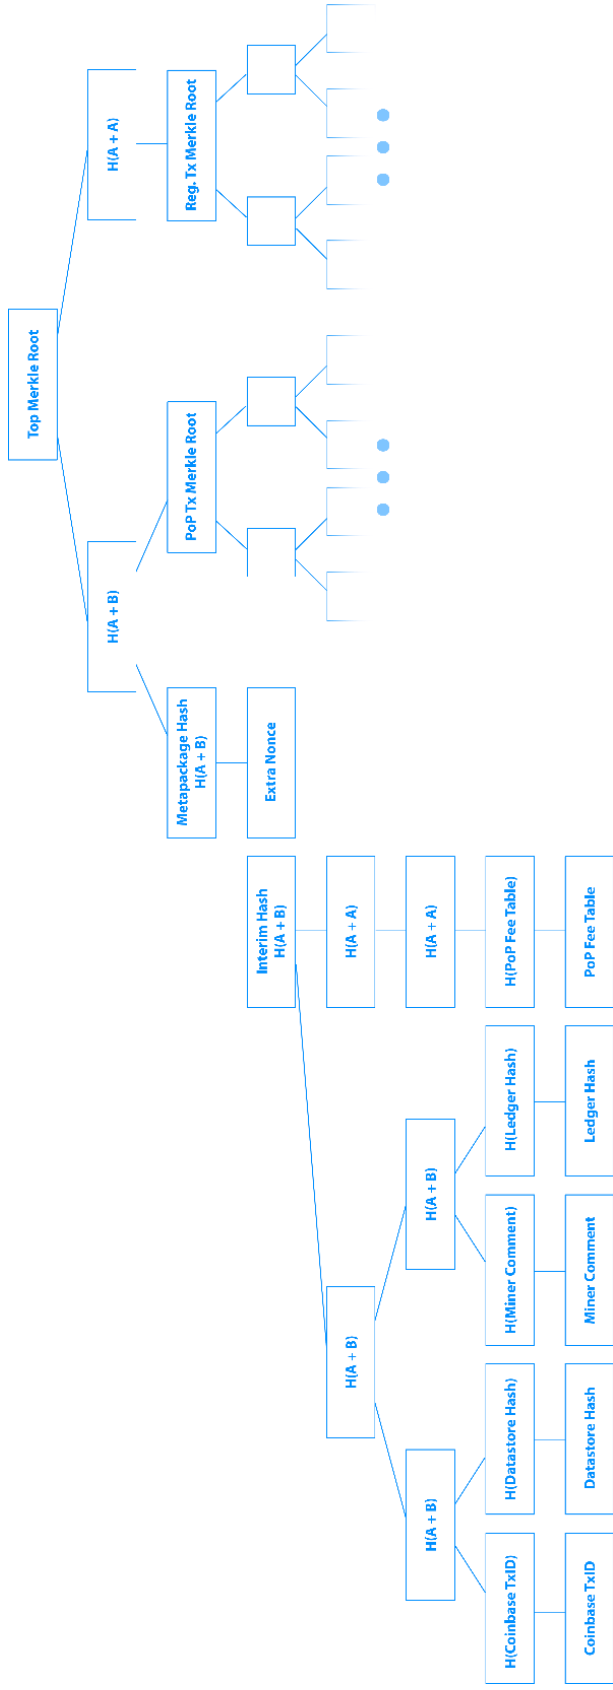 Top Merkle Root
H(A + B)
H(A + A)
Metapackage Hash
H(A + B)
PoP Tx Merkle Root
Reg. Tx Merkle Root
Interim Hash
H(A + B)
Extra Nonce
H(A + B)
H(A + A)
H(A + B)
H(A + B)
H(A + A)
H(Coinbase TxID)
H(Datastore Hash)
H(Miner Comment)
H(Ledger Hash)
H(PoP Fee Table)
Coinbase TxID
Datastore Hash
Miner Comment
Ledger Hash
PoP Fee Table